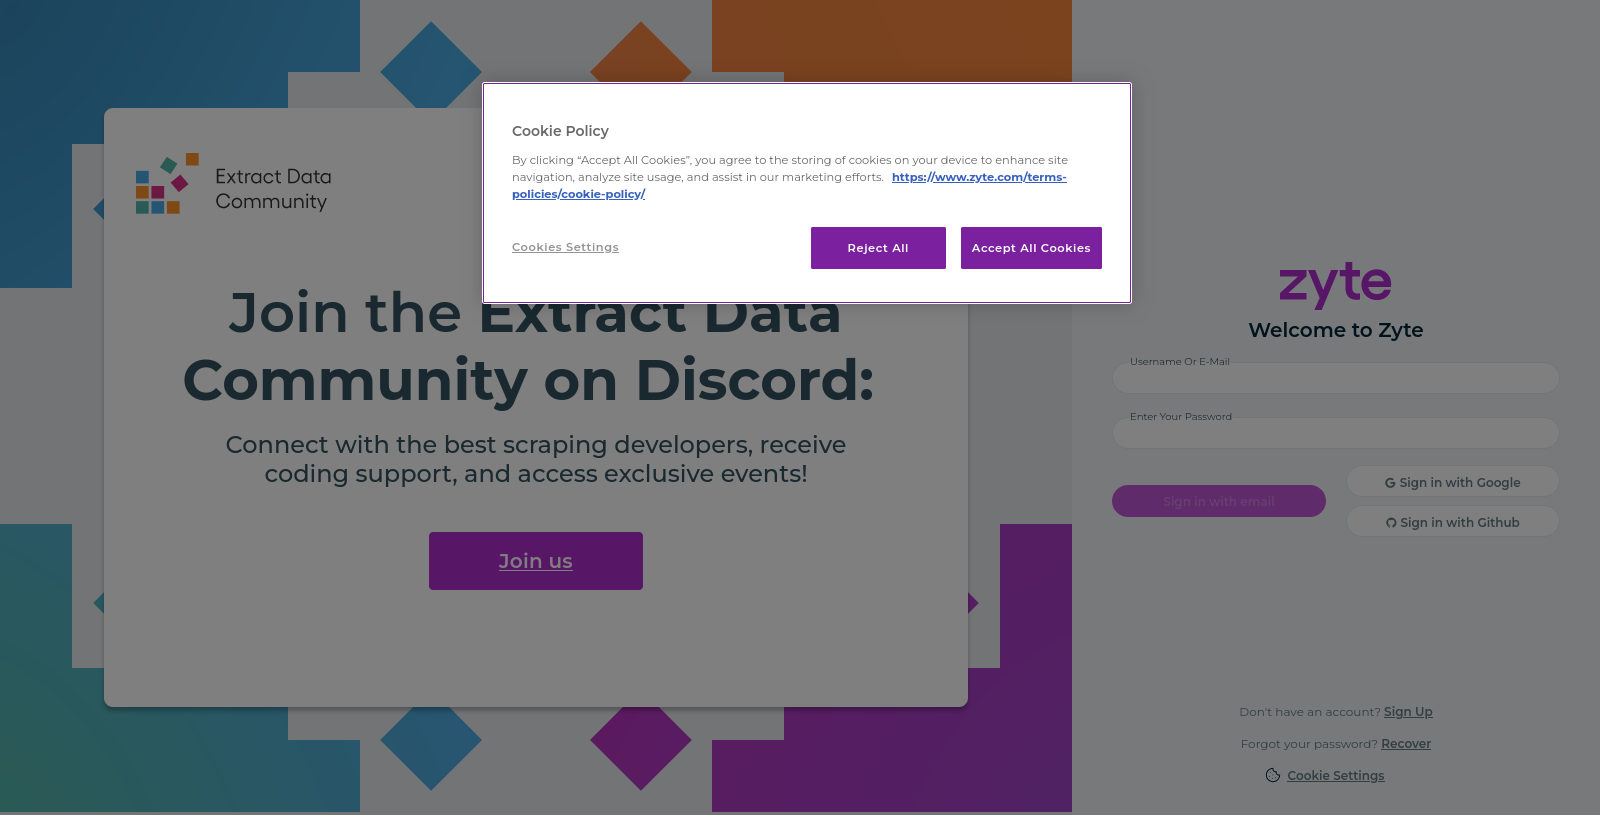 Cookie Policy
By clicking “Accept All Cookies”, you agree to the storing of cookies on your device to enhance site
navigation, analyze site usage, and assist in our marketing efforts. https://www.zyte.com/terms-
policies/cookie-policy/
Cookies Settings
Reject All
Accept All Cookies
Extract Data
Community
Join the Extract Data
Community on Discord:
Connect with the best scraping developers, receive
coding support, and access exclusive events!
Join us
zyte
Welcome to Zyte
Username Or E-Mail
Enter Your Password
Sign in with email
Sign in with Google
Sign in with Github
Don't have an account? Sign Up
Forgot your password? Recover
Cookie Settings